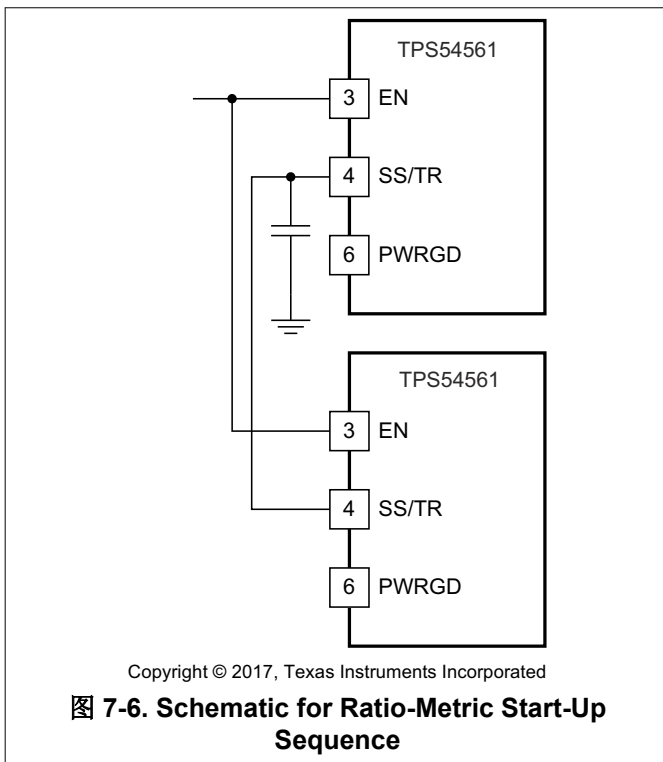 TPS54561
3 EN
4 SS/TR
6 PWRGD
TPS54561
3 EN
4 SS/TR
6 PWRGD
Copyright © 2017, Texas Instruments Incorporated
图 7-6. Schematic for Ratio-Metric Start-Up
Sequence